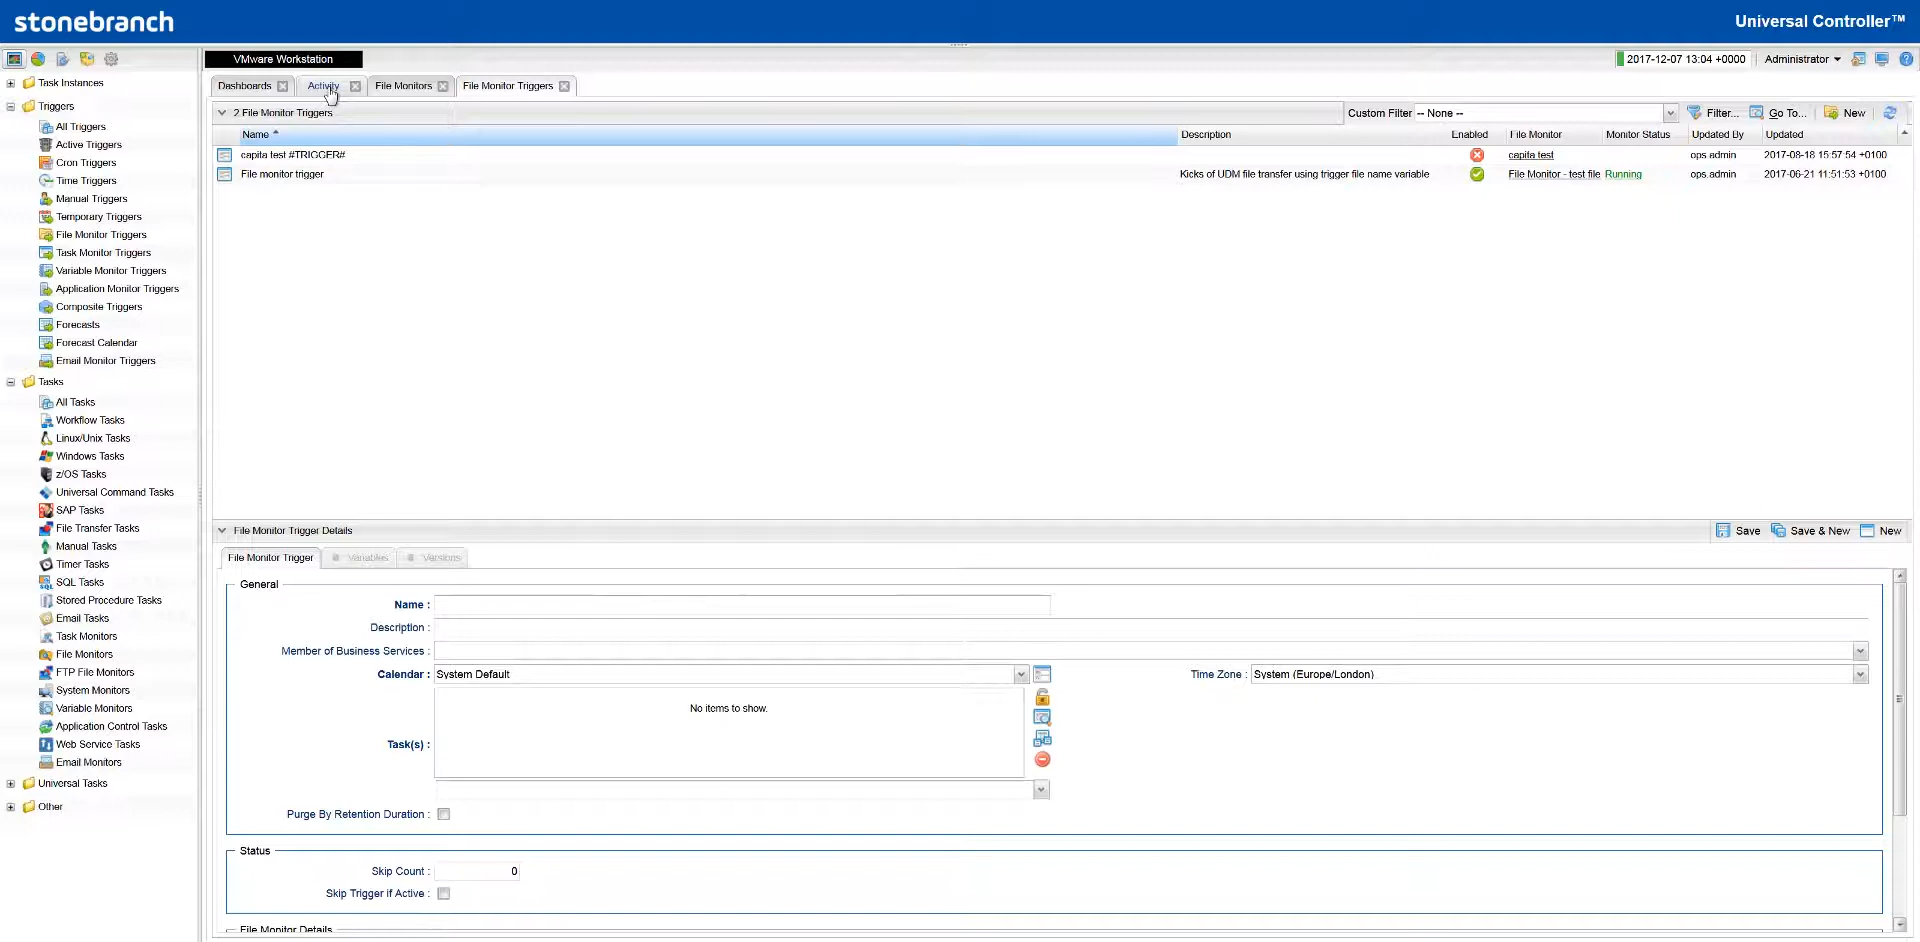 stonebranch
Universal Controller™
VMware Workstation
2017-12-07 13:04 +0000
Administrator
Dashboards
Activity
File Monitors
File Monitor Triggers
Task Instances
Triggers
All Triggers
Active Triggers
Cron Triggers
Time Triggers
Manual Triggers
Temporary Triggers
File Monitor Triggers
Task Monitor Triggers
Variable Monitor Triggers
Application Monitor Triggers
Composite Triggers
Forecasts
Forecast Calendar
Email Monitor Triggers
Tasks
All Tasks
Workflow Tasks
Linux/Unix Tasks
Windows Tasks
z/OS Tasks
Universal Command Tasks
SAP Tasks
File Transfer Tasks
Manual Tasks
Timer Tasks
SQL Tasks
Stored Procedure Tasks
Email Tasks
Task Monitors
File Monitors
FTP File Monitors
System Monitors
Variable Monitors
Application Control Tasks
Web Service Tasks
Email Monitors
Universal Tasks
Other
2 File Monitor Triggers
Custom Filter -- None --
Filter...
Go To...
New
Name Description Enabled File Monitor Monitor Status Updated By Updated
capita test #TRIGGER# capita test ops.admin 2017-08-18 15:57:54 +0100
File monitor trigger Kicks of UDM file transfer using trigger file name variable File Monitor - test file Running ops.admin 2017-06-21 11:51:53 +0100
File Monitor Trigger Details
Save
Save & New
New
File Monitor Trigger
Variables
Versions
General
Name :
Description :
Member of Business Services :
Calendar : System Default
Time Zone : System (Europe/London)
No items to show.
Task(s) :
Purge By Retention Duration :
Status
Skip Count : 0
Skip Trigger if Active :
File Monitor Details